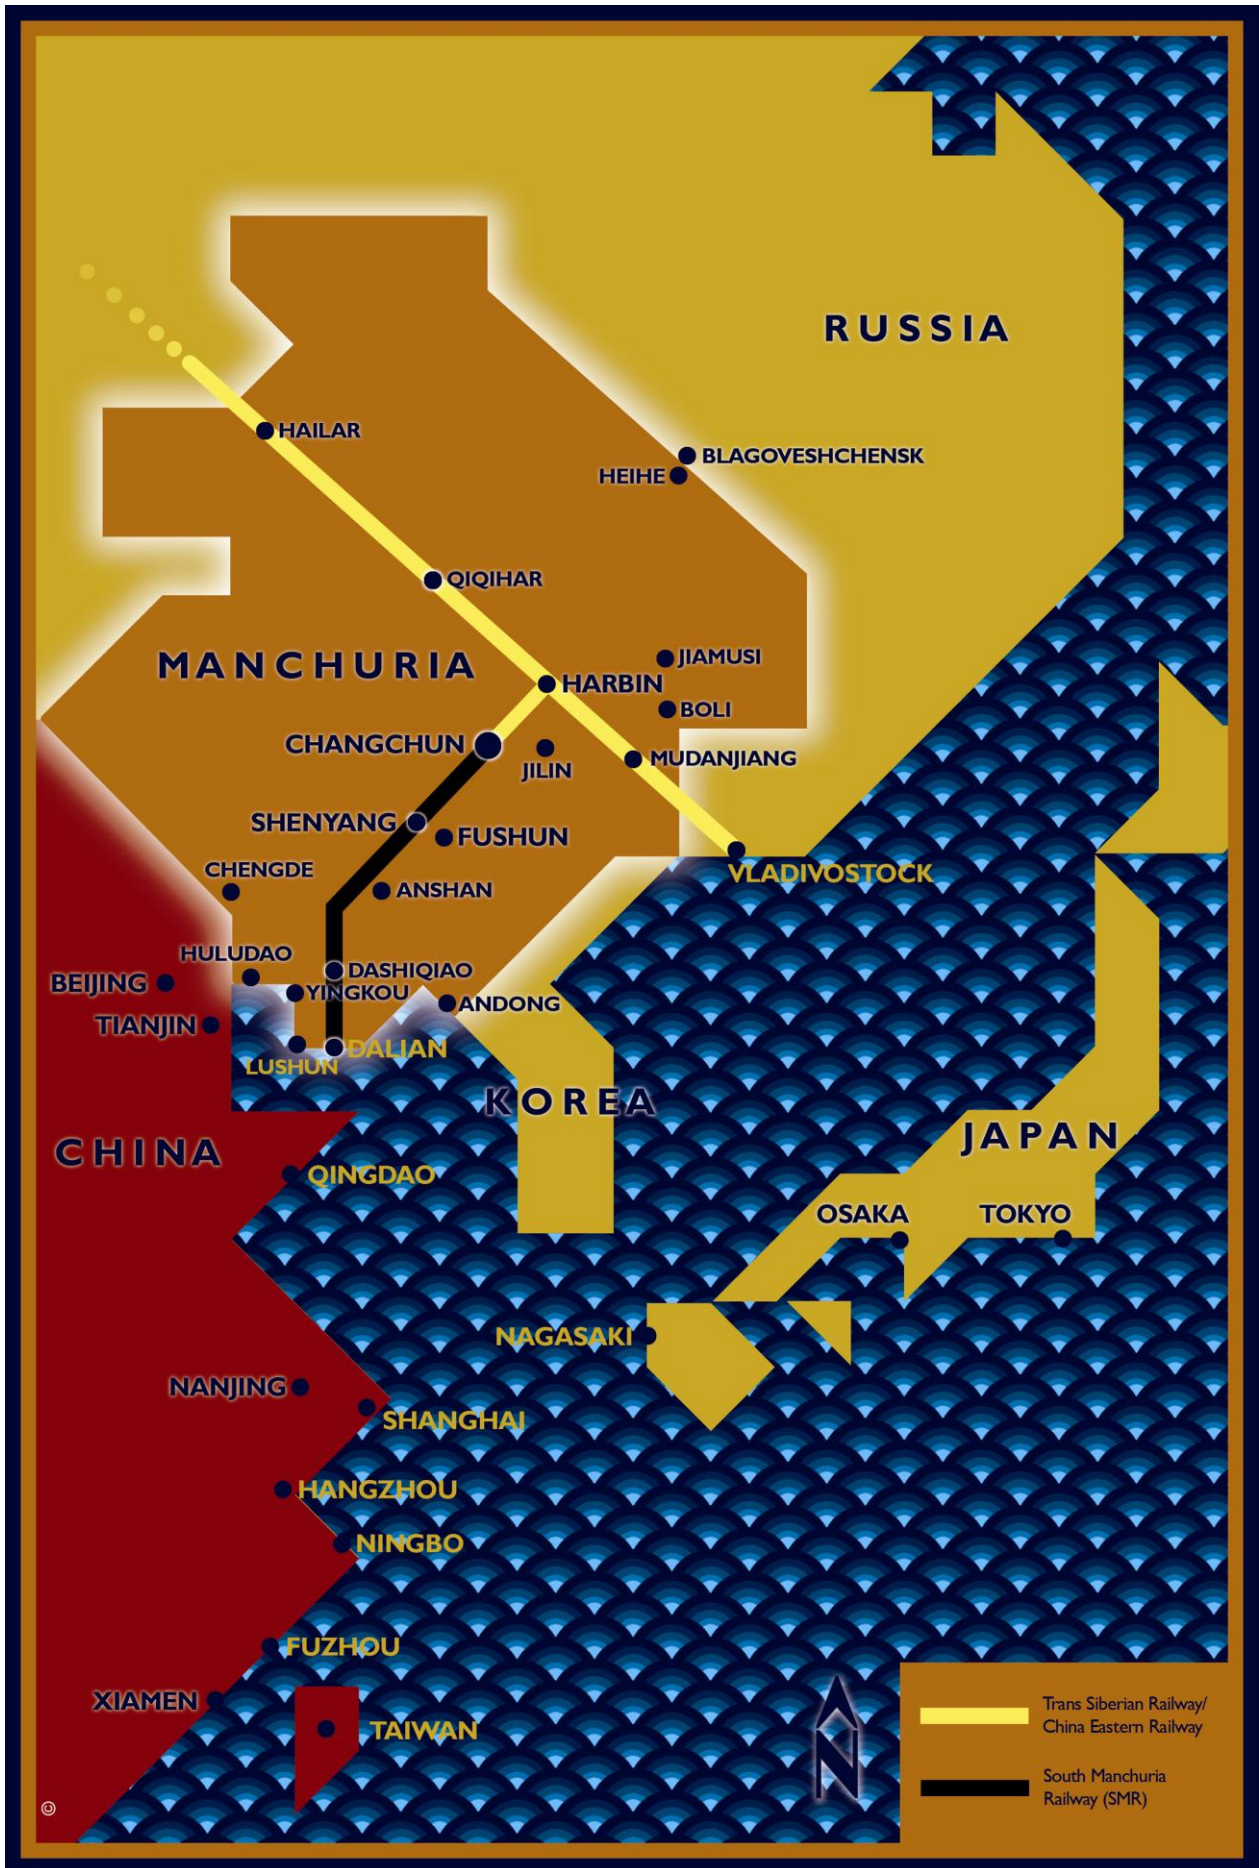 RUSSIA
HAILAR
BLAGOVESHCHENSK
HEIHE
QIQIHAR
MANCHURIA
JIAMUSI
HARBIN
BOLI
CHANGCHUN
MUDANJIANG
JILIN
SHENYANG
FUSHUN
CHENGDE
VLADIVOSTOCK
ANSHAN
HULUDAO
DASHIQIAO
BEIJING
YINGKOU
ANDONG
TIANJIN
DALIAN
LUSHUN
KOREA
JAPAN
CHINA
QINGDAO
OSAKA
TOKYO
NAGASAKI
NANJING
SHANGHAI
HANGZHOU
NINGBO
FUZHOU
XIAMEN
TAIWAN
N
Trans Siberian Railway/
China Eastern Railway
South Manchuria
Railway (SMR)
©